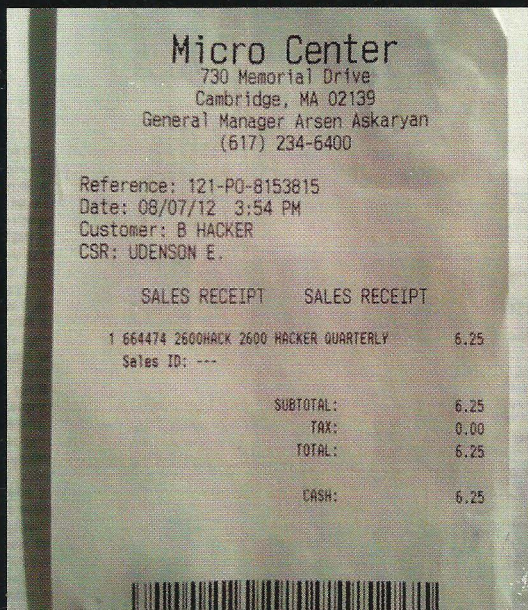 Micro Center
730 Memorial Drive
Cambridge, MA 02139
General Manager Arsen Askaryan
(617) 234-6400
Reference: 121-PO-8153815
Date: 08/07/12 3:54 PM
Customer: B HACKER
CSR: UDENSON E.
SALES RECEIPT SALES RECEIPT
1 664474 2600HACK 2600 HACKER QUARTERLY 6.25
Sales ID: ---
SUBTOTAL: 6.25
TAX: 0.00
TOTAL: 6.25
CASH: 6.25